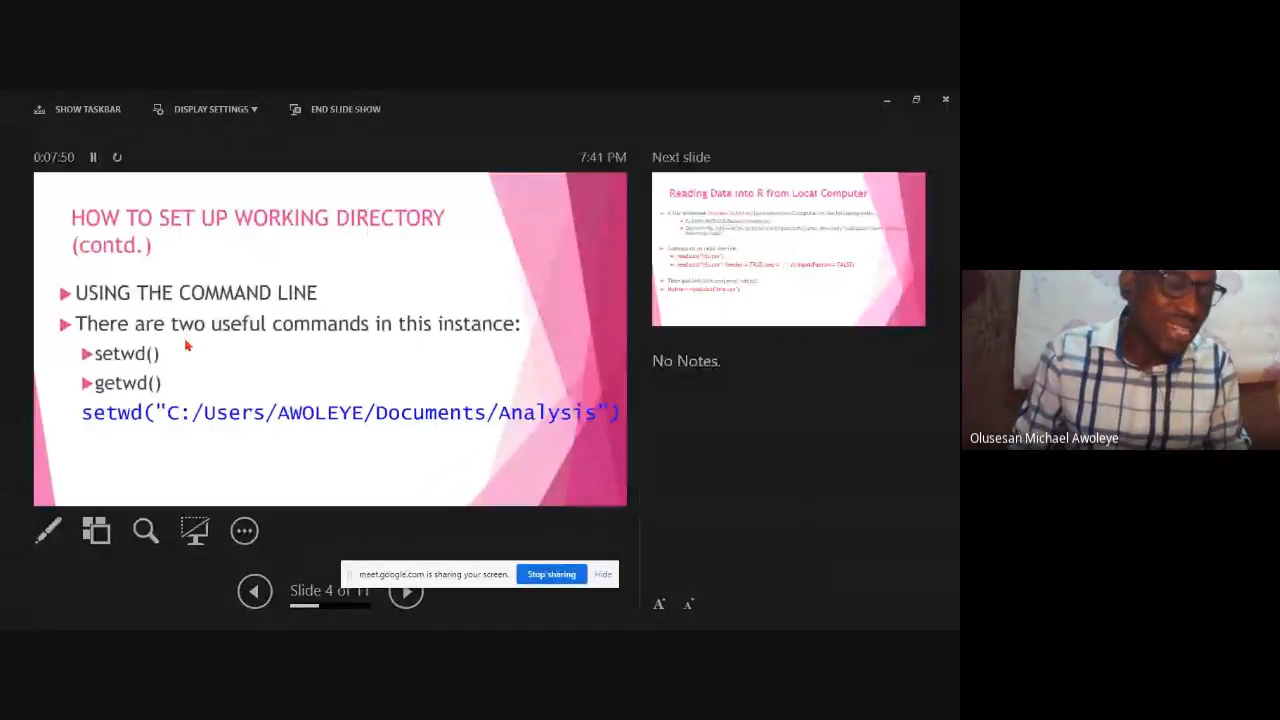 SHOW TASKBAR
DISPLAY SETTINGS ▾
END SLIDE SHOW
0:07:50
7:41 PM
HOW TO SET UP WORKING DIRECTORY
(contd.)
USING THE COMMAND LINE
There are two useful commands in this instance:
setwd()
getwd()
setwd("C:/Users/AWOLEYE/Documents/Analysis")
Next slide
Reading Data into R from Local Computer
No Notes.
meet.google.com is sharing your screen.
Stop sharing
Hide
Slide 4 of 11
A A
Olusesan Michael Awoleye